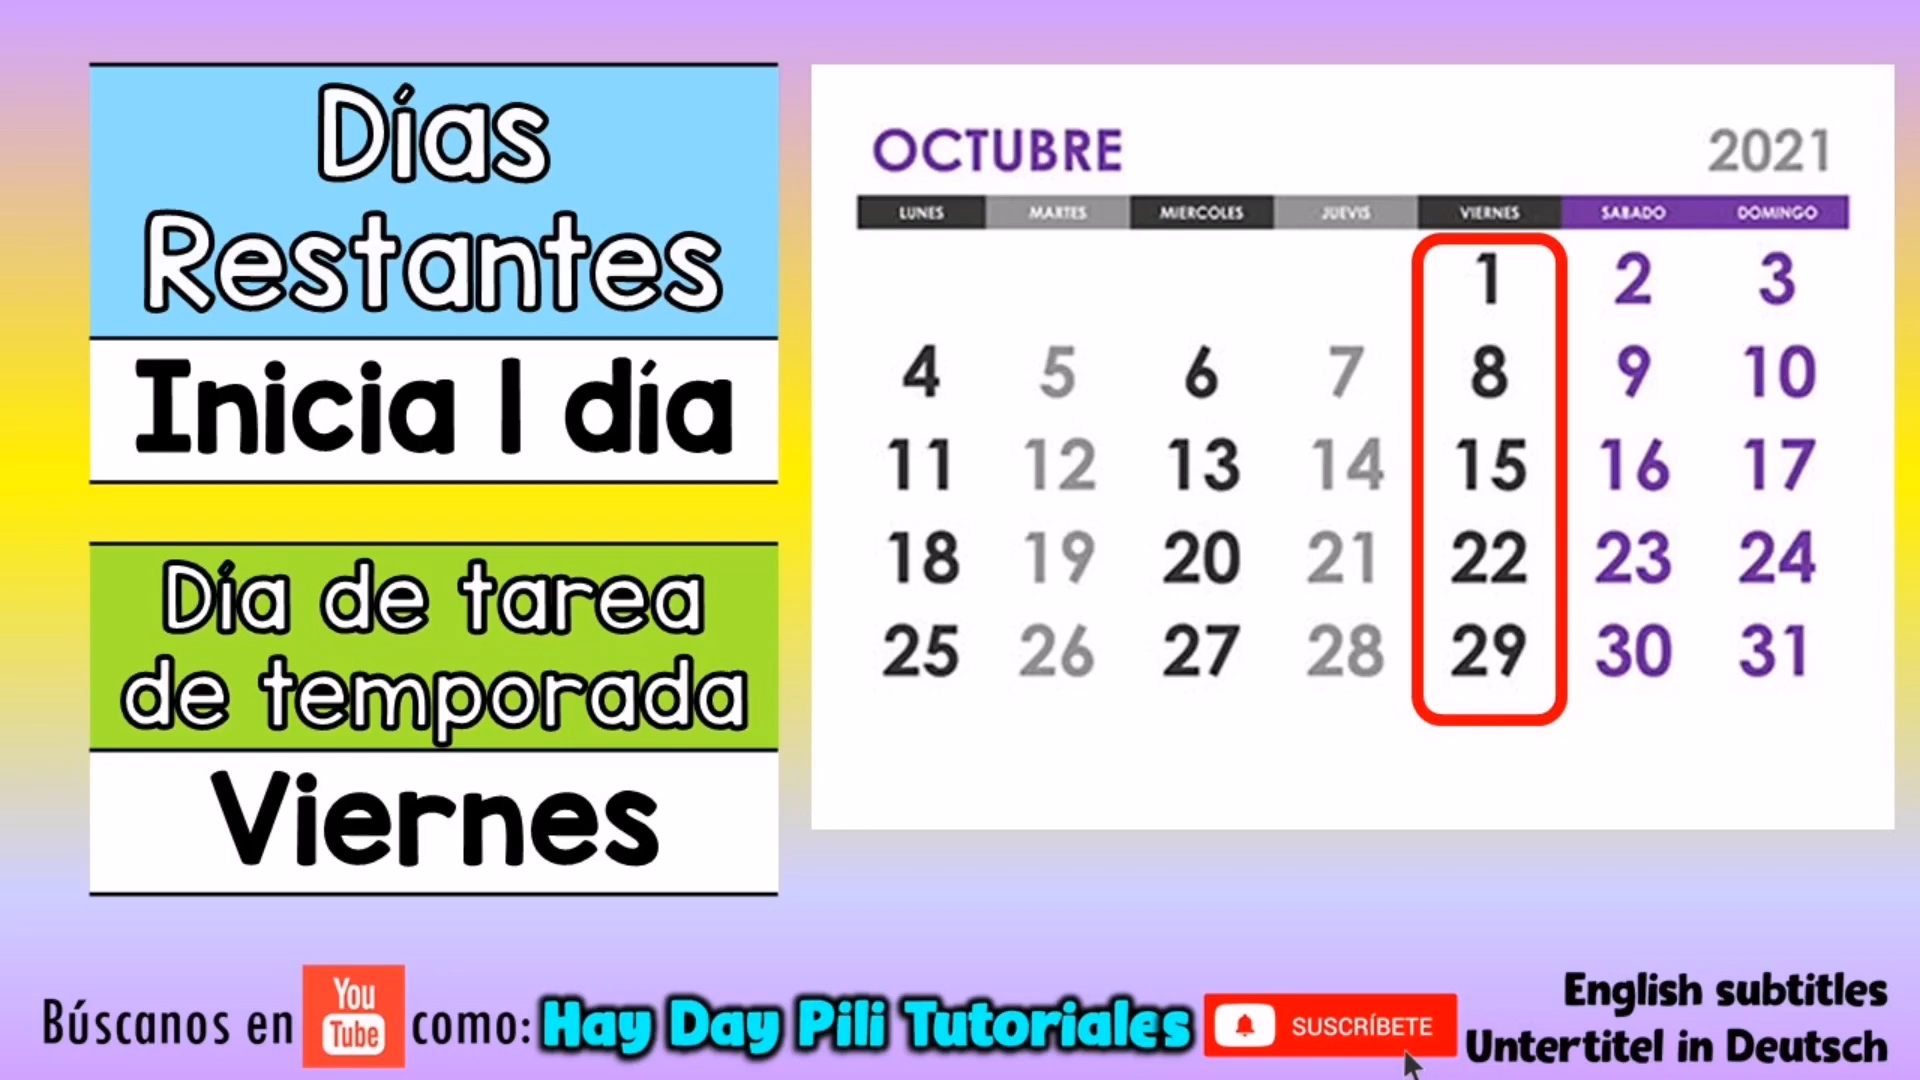 Días
Restantes
Inicia 1 día
Día de tarea
de temporada
Viernes
OCTUBRE 2021
LUNES MARTES MIERCOLES JUEVIS VIERNES SABADO DOMINGO
1 2 3
4 5 6 7 8 9 10
11 12 13 14 15 16 17
18 19 20 21 22 23 24
25 26 27 28 29 30 31
Búscanos en You Tube como: Hay Day Pili Tutoriales SUSCRÍBETE
English subtitles
Untertitel in Deutsch